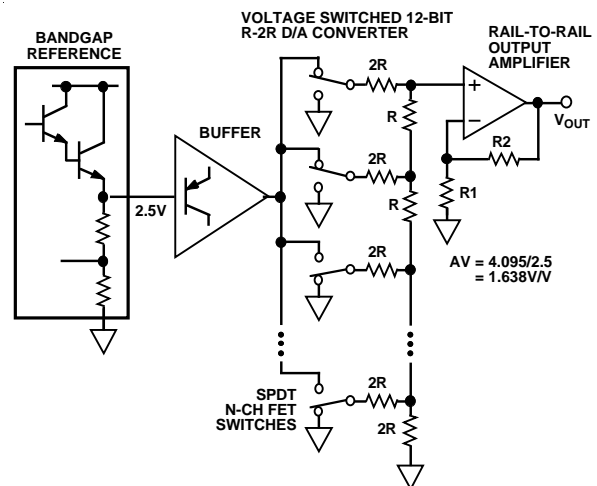 BANDGAP
REFERENCE
2.5V
BUFFER
VOLTAGE SWITCHED 12-BIT
R-2R D/A CONVERTER
2R
R
2R
R
2R
2R
2R
SPDT
N-CH FET
SWITCHES
RAIL-TO-RAIL
OUTPUT
AMPLIFIER
+
−
VOUT
R2
R1
AV = 4.095/2.5
= 1.638V/V